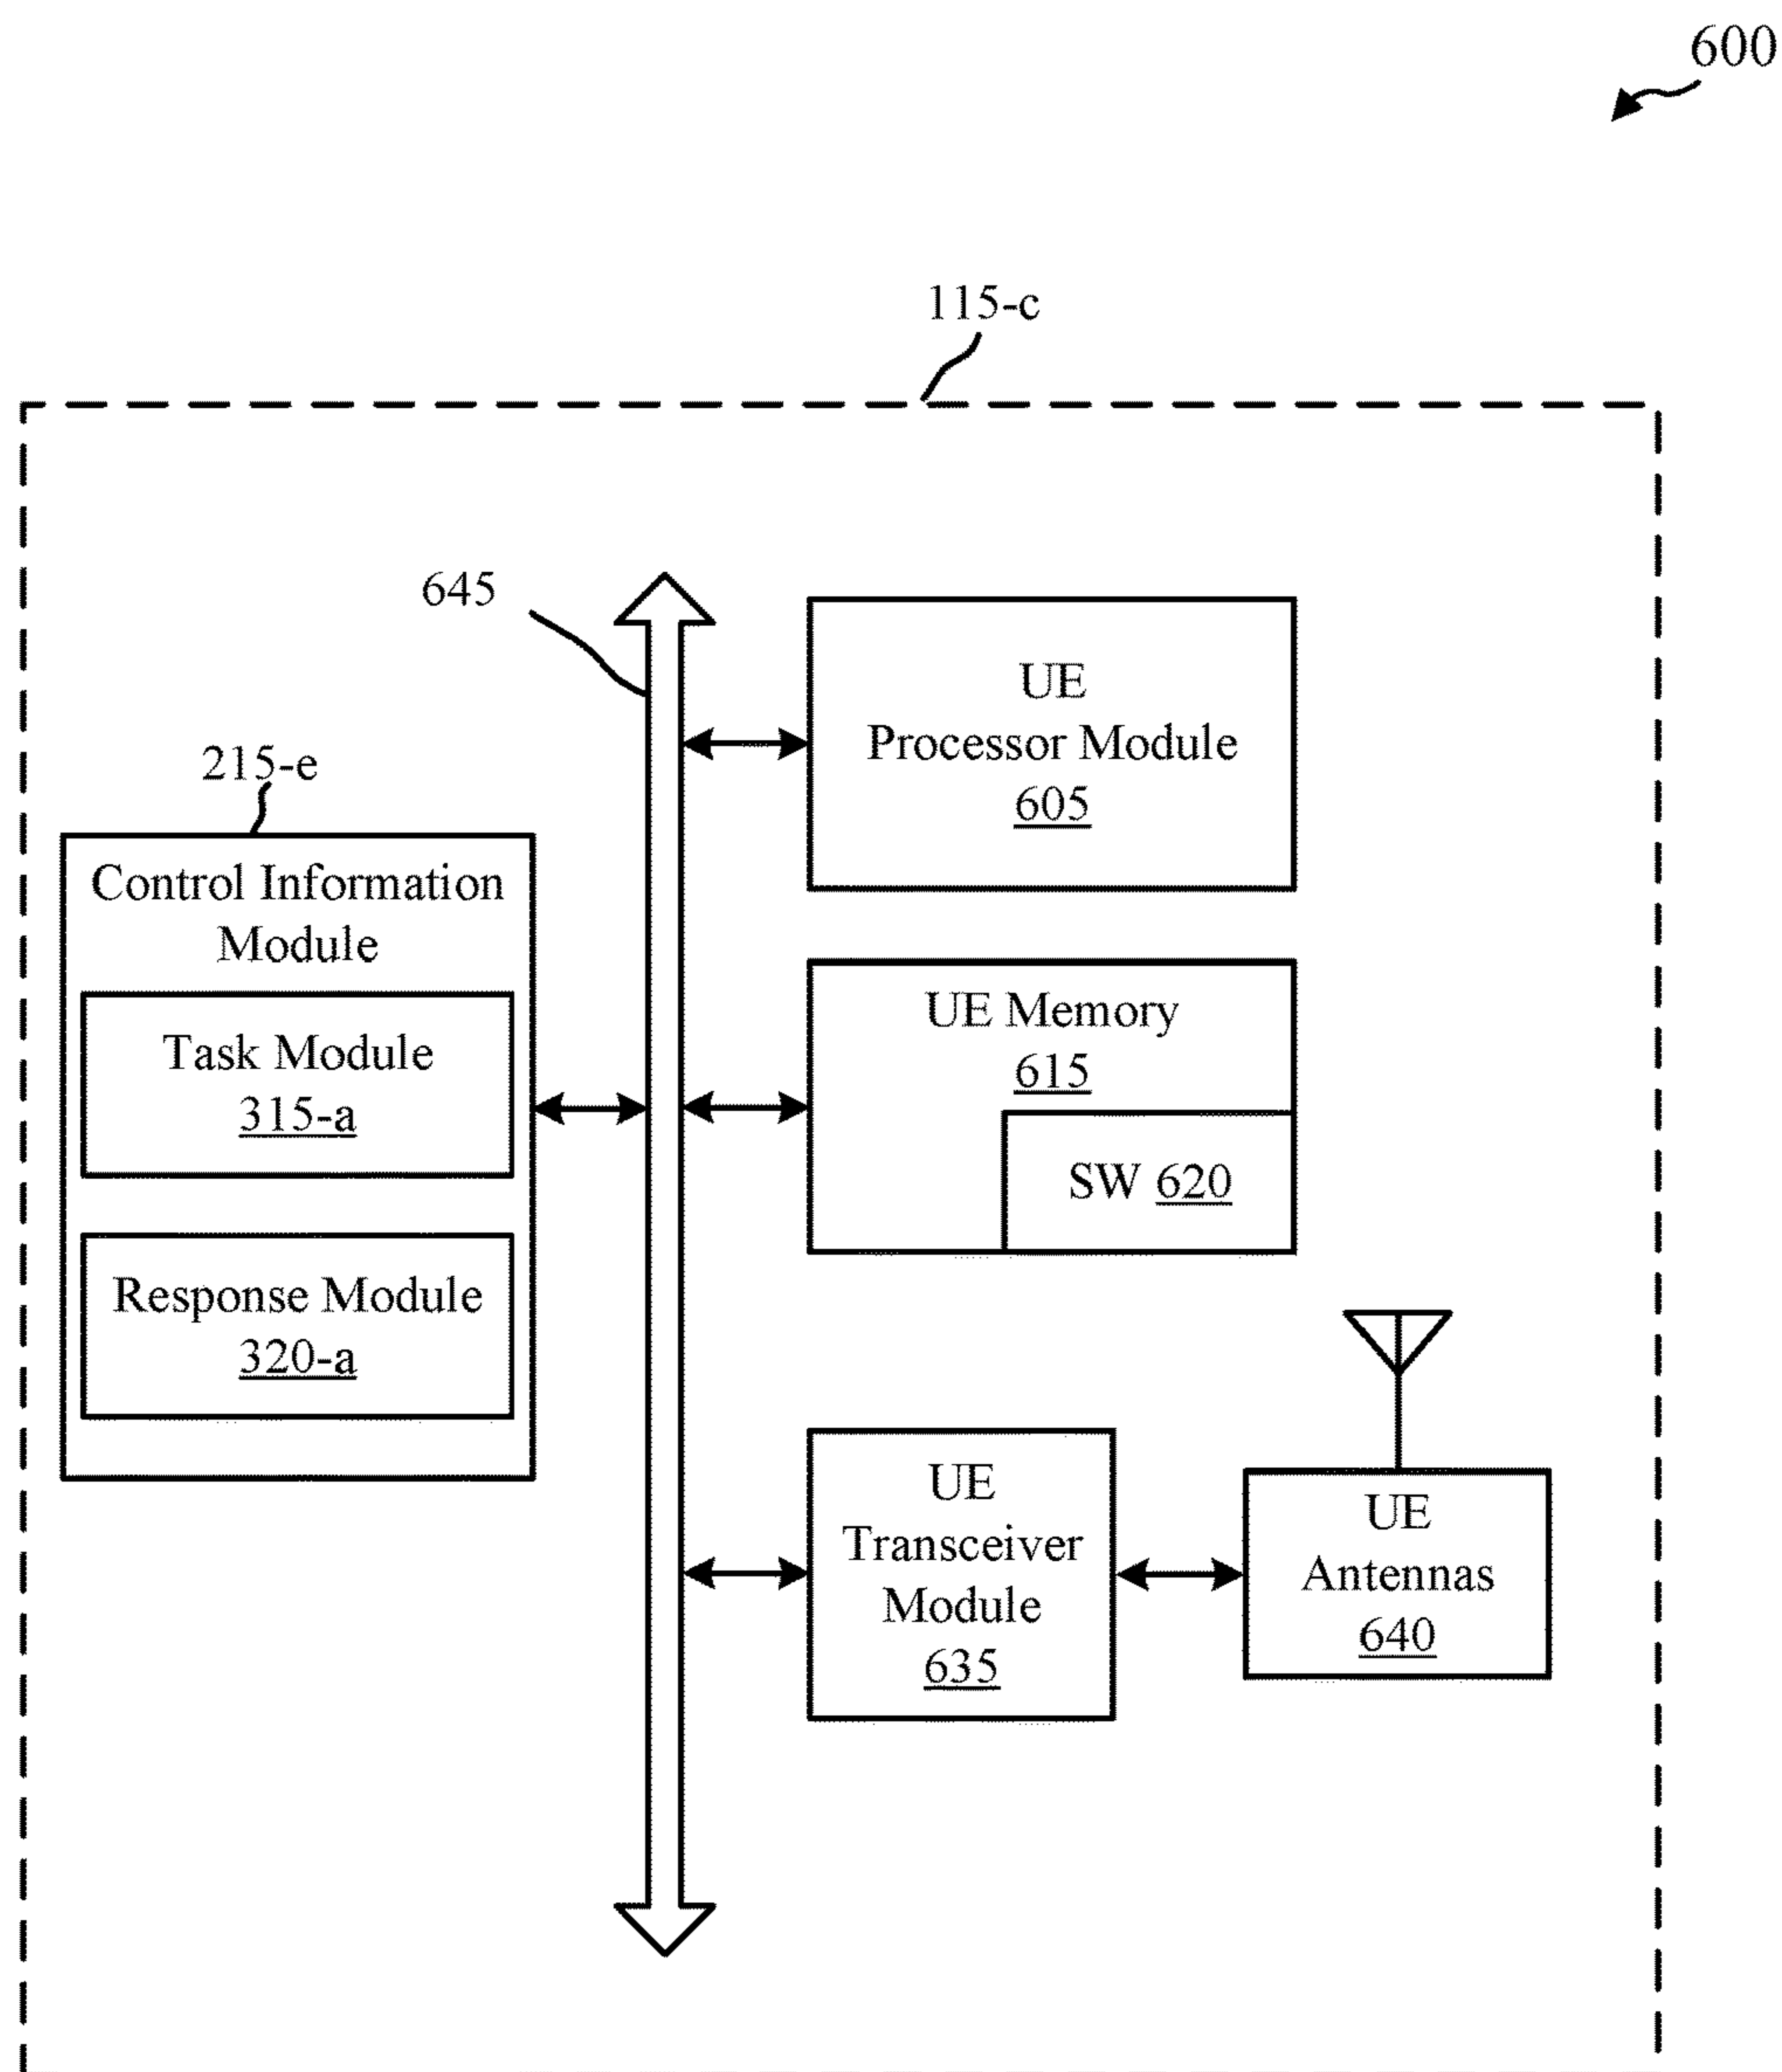 600
115-c
645
UE
Processor Module
605
215-e
Control Information
Module
Task Module
315-a
Response Module
320-a
UE Memory
615
SW 620
UE
Transceiver
Module
635
UE
Antennas
640